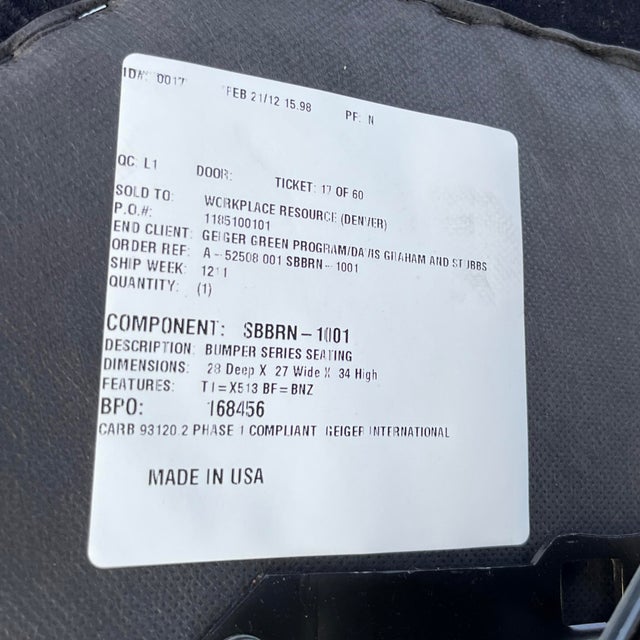 ID#: 0017 FEB 21/12 15.98 PF: N
QC: L1 DOOR: TICKET: 17 OF 60
SOLD TO: WORKPLACE RESOURCE (DENVER)
P.O.#: 1185100101
END CLIENT: GEIGER GREEN PROGRAM/DAVIS GRAHAM AND STUBBS
ORDER REF: A-52508 001 SBBRN-1001
SHIP WEEK: 1211
QUANTITY: (1)
COMPONENT: SBBRN-1001
DESCRIPTION: BUMPER SERIES SEATING
DIMENSIONS: 28 Deep X 27 Wide X 34 High
FEATURES: T1=X513 BF=BNZ
BPO: 168456
CARB 93120.2 PHASE 1 COMPLIANT GEIGER INTERNATIONAL
MADE IN USA